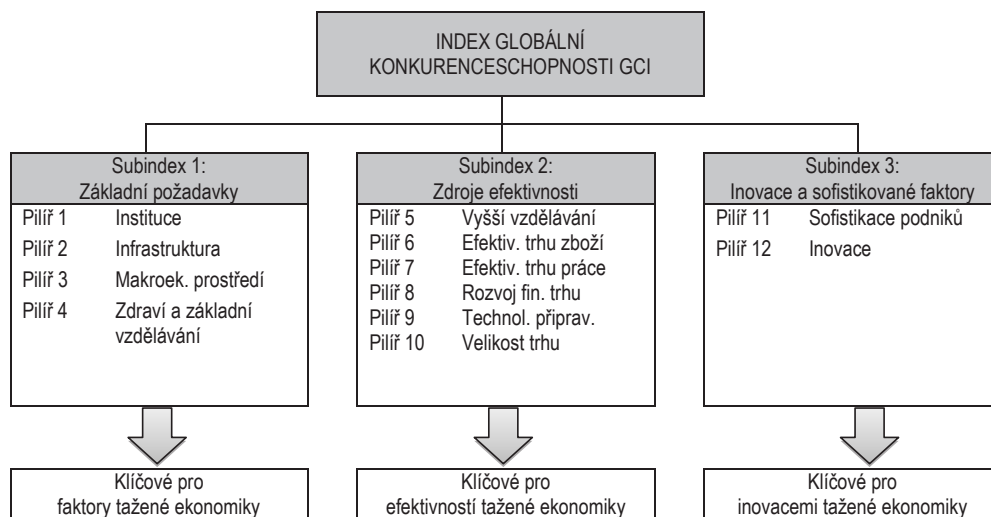 INDEX GLOBÁLNÍ
KONKURENCESCHOPNOSTI GCI
Subindex 1:
Základní požadavky
Pilíř 1 Instituce
Pilíř 2 Infrastruktura
Pilíř 3 Makroek. prostředí
Pilíř 4 Zdraví a základní
vzdělávání
Klíčové pro
faktory tažené ekonomiky
Subindex 2:
Zdroje efektivnosti
Pilíř 5 Vyšší vzdělávání
Pilíř 6 Efektiv. trhu zboží
Pilíř 7 Efektiv. trhu práce
Pilíř 8 Rozvoj fin. trhu
Pilíř 9 Technol. připrav.
Pilíř 10 Velikost trhu
Klíčové pro
efektivností tažené ekonomiky
Subindex 3:
Inovace a sofistikované faktory
Pilíř 11 Sofistikace podniků
Pilíř 12 Inovace
Klíčové pro
inovacemi tažené ekonomiky